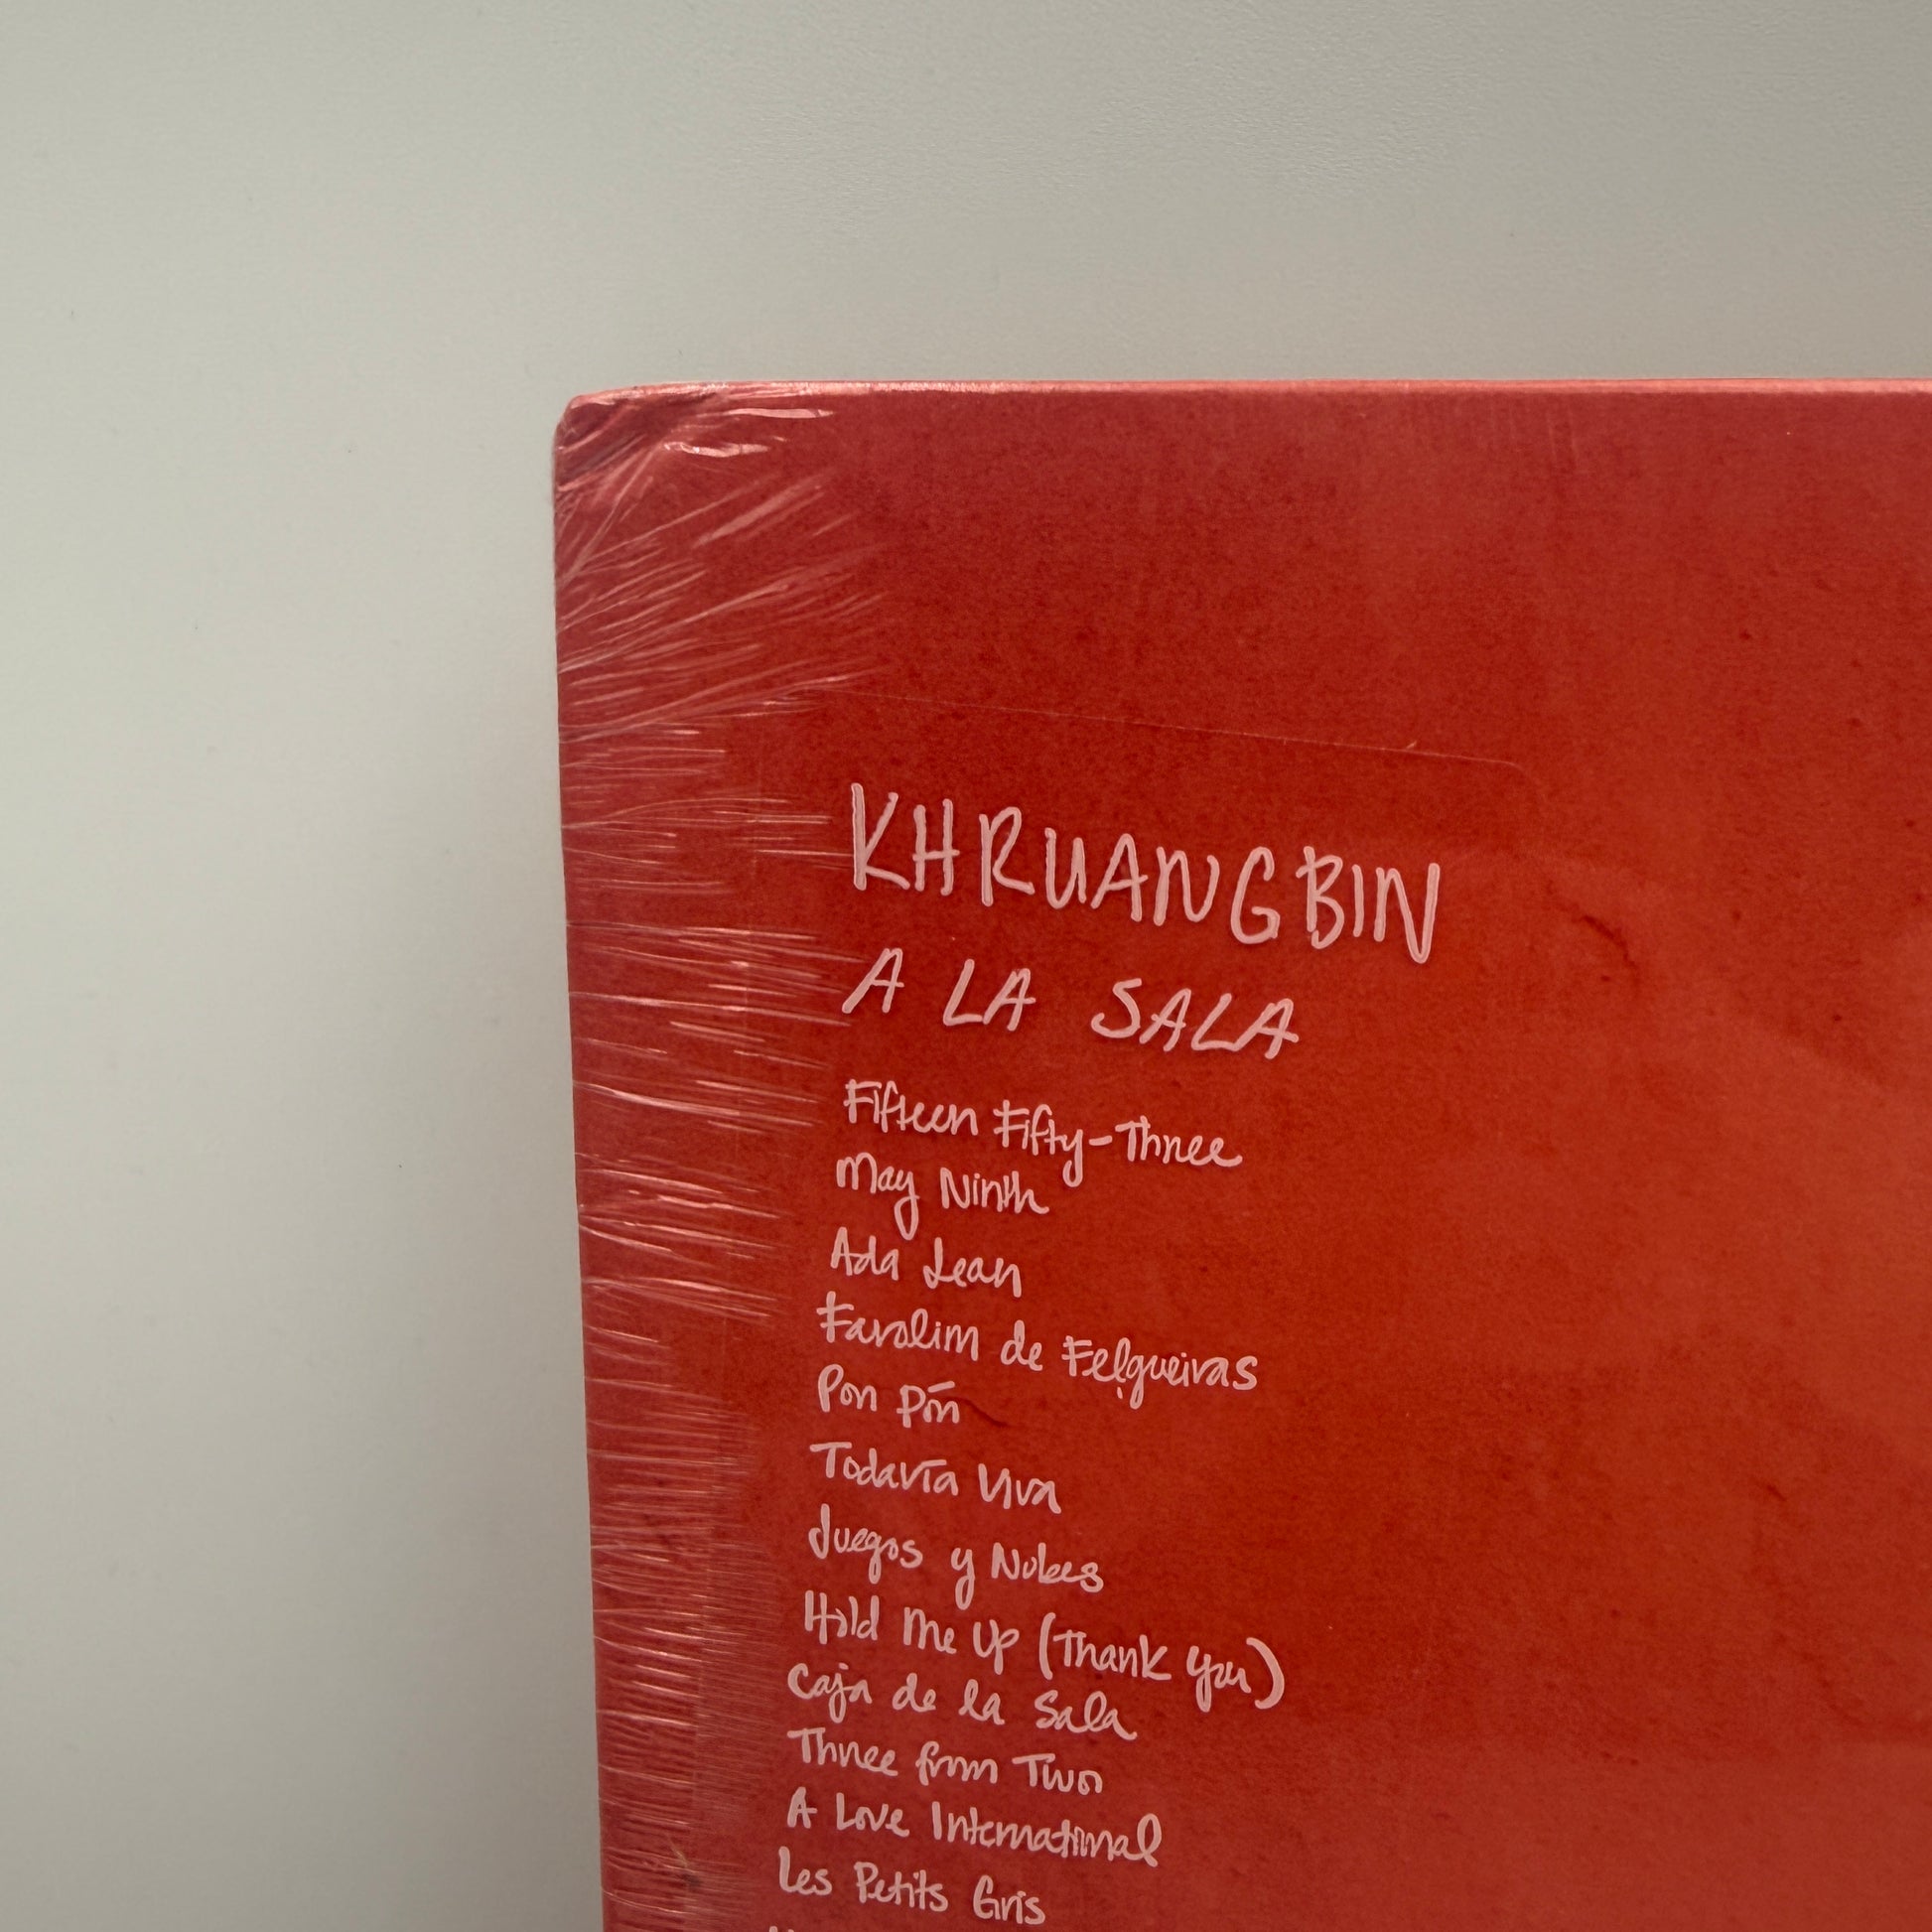 KHRUANGBIN
A LA SALA
Fifteen Fifty-Three
May Ninth
Ada Jean
Farolim de Felgueiras
Pon Pón
Todavía Viva
Juegos y Nubes
Hold Me Up (Thank You)
Caja de la Sala
Three from Two
A Love International
Les Petits Gris